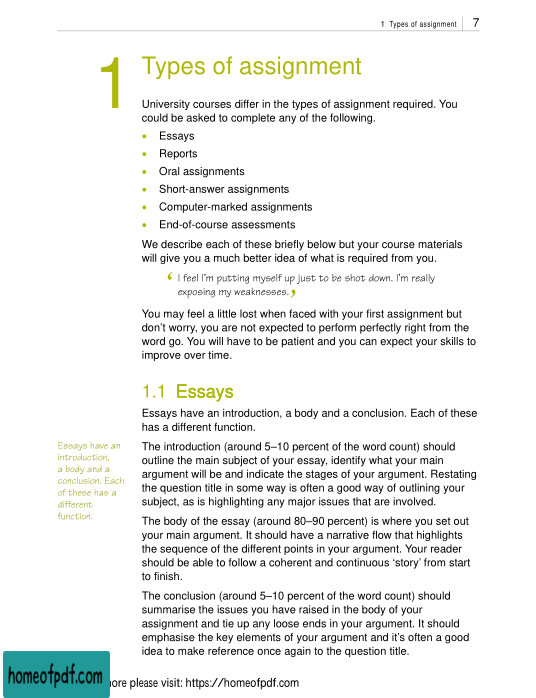 1 Types of assignment 7
1 Types of assignment
University courses differ in the types of assignment required. You
could be asked to complete any of the following.
• Essays
• Reports
• Oral assignments
• Short-answer assignments
• Computer-marked assignments
• End-of-course assessments
We describe each of these briefly below but your course materials
will give you a much better idea of what is required from you.
‘ I feel I’m putting myself up just to be shot down. I’m really
exposing my weaknesses. ’
You may feel a little lost when faced with your first assignment but
don’t worry, you are not expected to perform perfectly right from the
word go. You will have to be patient and you can expect your skills to
improve over time.
1.1 Essays
Essays have an introduction, a body and a conclusion. Each of these
has a different function.
Essays have an
introduction,
a body and a
conclusion. Each
of these has a
different
function.
The introduction (around 5–10 percent of the word count) should
outline the main subject of your essay, identify what your main
argument will be and indicate the stages of your argument. Restating
the question title in some way is often a good way of outlining your
subject, as is highlighting any major issues that are involved.
The body of the essay (around 80–90 percent) is where you set out
your main argument. It should have a narrative flow that highlights
the sequence of the different points in your argument. Your reader
should be able to follow a coherent and continuous ‘story’ from start
to finish.
The conclusion (around 5–10 percent of the word count) should
summarise the issues you have raised in the body of your
assignment and tie up any loose ends in your argument. It should
emphasise the key elements of your argument and it’s often a good
idea to make reference once again to the question title.
homeofpdf.com
please visit: https://homeofpdf.com